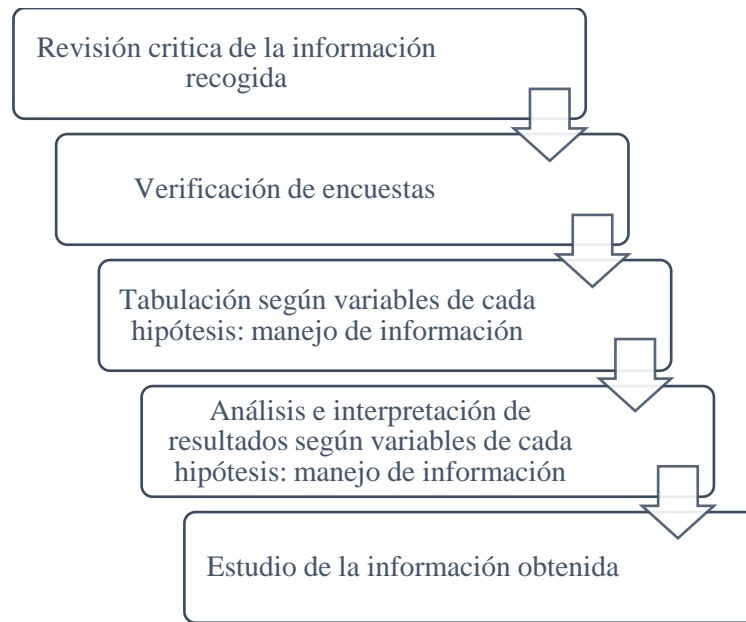 Revisión critica de la información
recogida
Verificación de encuestas
Tabulación según variables de cada
hipótesis: manejo de información
Análisis e interpretación de
resultados según variables de cada
hipótesis: manejo de información
Estudio de la información obtenida